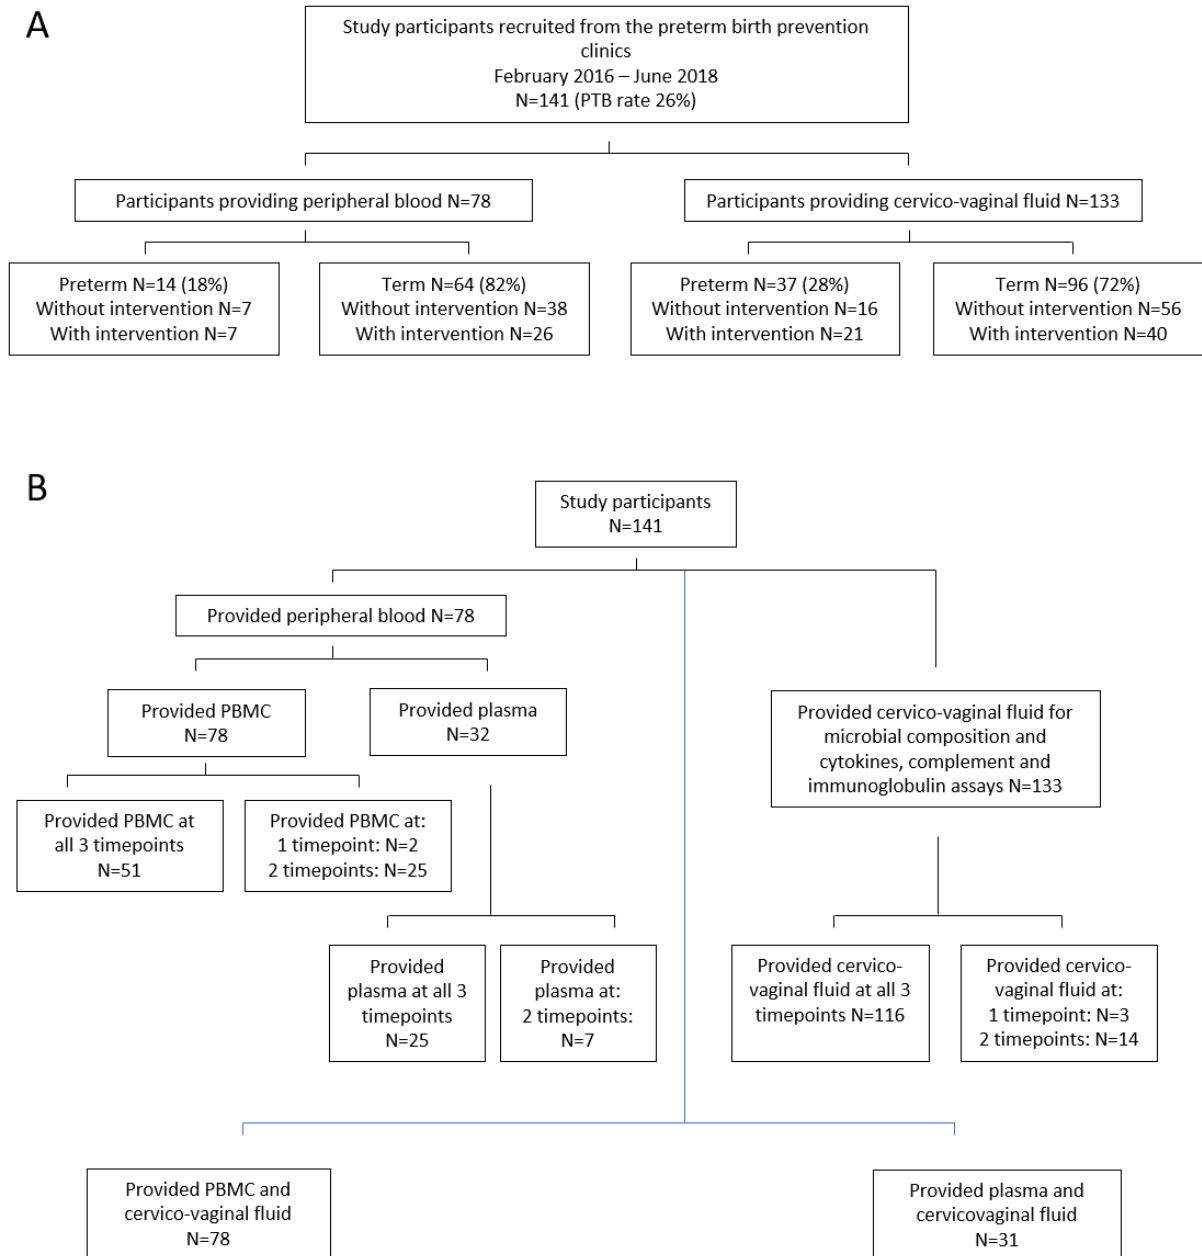 A
Study participants recruited from the preterm birth prevention
clinics
February 2016 – June 2018
N=141 (PTB rate 26%)
Participants providing peripheral blood N=78
Participants providing cervico-vaginal fluid N=133
Preterm N=14 (18%)
Without intervention N=7
With intervention N=7
Term N=64 (82%)
Without intervention N=38
With intervention N=26
Preterm N=37 (28%)
Without intervention N=16
With intervention N=21
Term N=96 (72%)
Without intervention N=56
With intervention N=40
B
Study participants
N=141
Provided peripheral blood N=78
Provided PBMC
N=78
Provided plasma
N=32
Provided cervico-vaginal fluid for
microbial composition and
cytokines, complement and
immunoglobulin assays N=133
Provided PBMC at
all 3 timepoints
N=51
Provided PBMC at:
1 timepoint: N=2
2 timepoints: N=25
Provided
plasma at all 3
timepoints
N=25
Provided
plasma at:
2 timepoints:
N=7
Provided cervico-
vaginal fluid at all 3
timepoints N=116
Provided cervico-
vaginal fluid at:
1 timepoint: N=3
2 timepoints: N=14
Provided PBMC and
cervico-vaginal fluid
N=78
Provided plasma and
cervicovaginal fluid
N=31